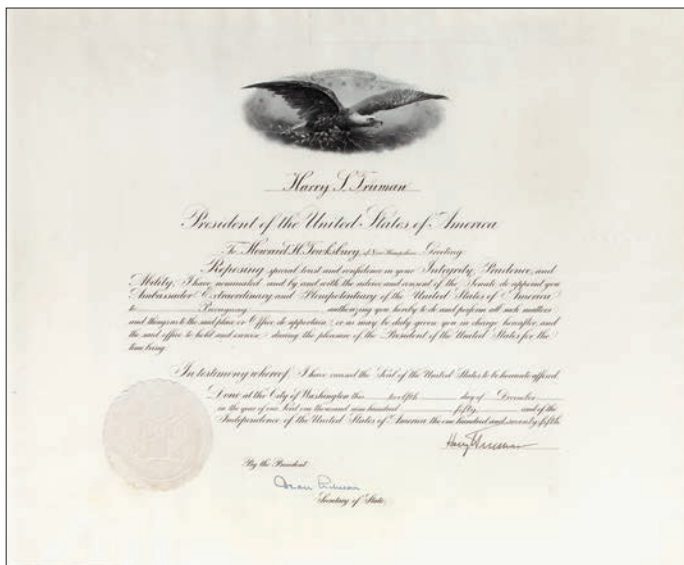 Harry S. Truman
President of the United States of America
To Howard H. Tewksbury, of New Hampshire, Greeting:
Reposing special trust and confidence in your Integrity, Prudence, and
Ability, I have nominated and by and with the advice and consent of the Senate do appoint you
Ambassador Extraordinary and Plenipotentiary of the United States of America
to Paraguay authorizing you hereby to do and perform all such matters
and things as to the said place or Office do appertain, or as may be duly given you in charge hereafter, and
the said office to hold and exercise during the pleasure of the President of the United States for the
time being.
In testimony whereof, I have caused the Seal of the United States to be hereunto affixed.
Done at the City of Washington this twelfth day of December
in the year of our Lord one thousand nine hundred fifty, and of the
Independence of the United States of America the one hundred and seventy-fifth.
Harry S Truman
By the President:
Dean Acheson
Secretary of State.